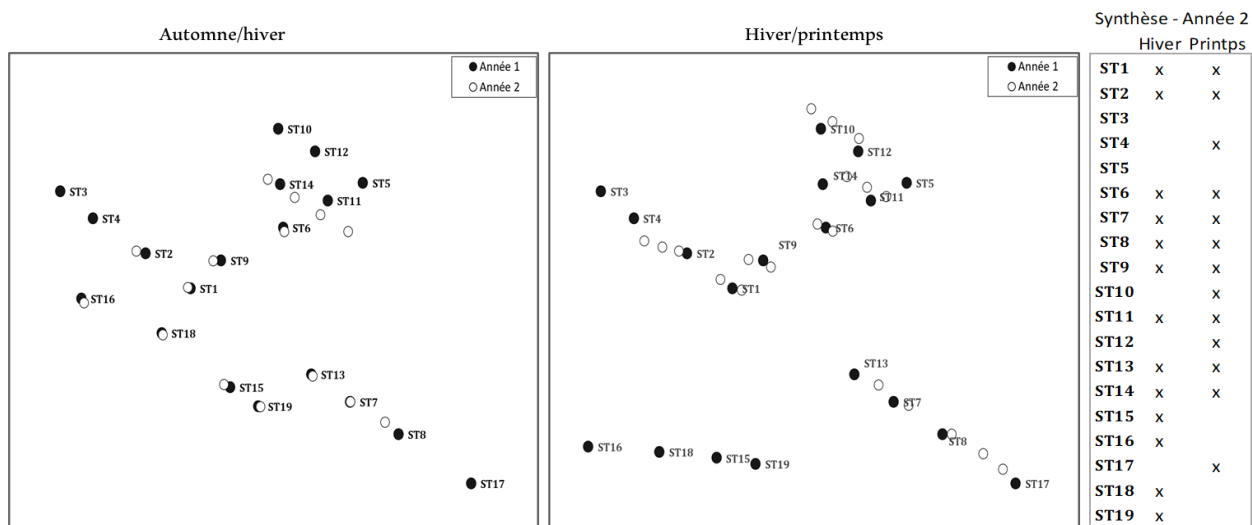 Automne/hiver
Année 1
Année 2
ST10
ST12
ST14
ST5
ST3
ST11
ST4
ST6
ST2
ST9
ST1
ST16
ST18
ST13
ST15
ST19
ST7
ST8
ST17
Hiver/printemps
Année 1
Année 2
ST10
ST12
ST14
ST5
ST3
ST11
ST4
ST6
ST9
ST2
ST1
ST13
ST7
ST8
ST16
ST18
ST15
ST19
ST17
Synthèse - Année 2
Hiver Printps
ST1 x x
ST2 x x
ST3
ST4 x
ST5
ST6 x x
ST7 x x
ST8 x x
ST9 x x
ST10 x
ST11 x x
ST12 x
ST13 x x
ST14 x x
ST15 x
ST16 x
ST17 x
ST18 x
ST19 x